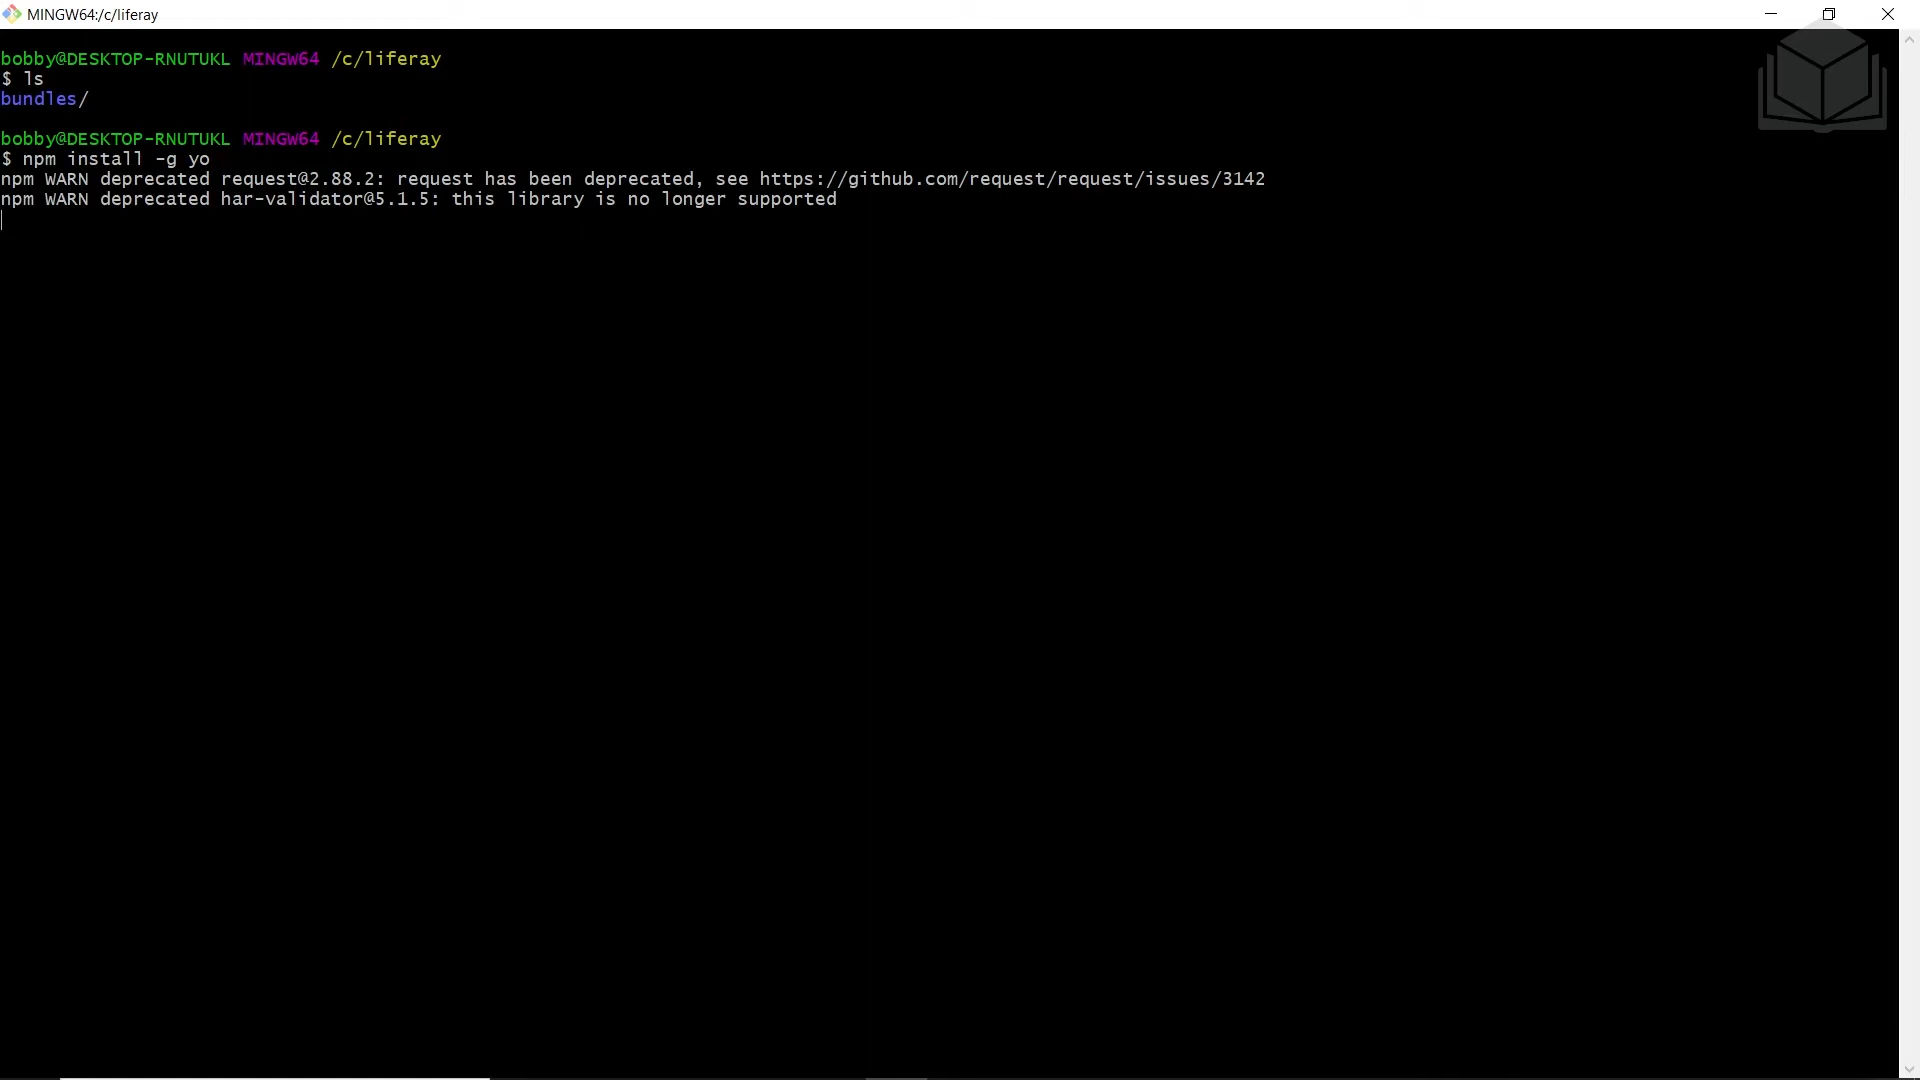 MINGW64:/c/liferay
bobby@DESKTOP-RNUTUKL MINGW64 /c/liferay
$ ls
bundles/
bobby@DESKTOP-RNUTUKL MINGW64 /c/liferay
$ npm install -g yo
npm WARN deprecated request@2.88.2: request has been deprecated, see https://github.com/request/request/issues/3142
npm WARN deprecated har-validator@5.1.5: this library is no longer supported